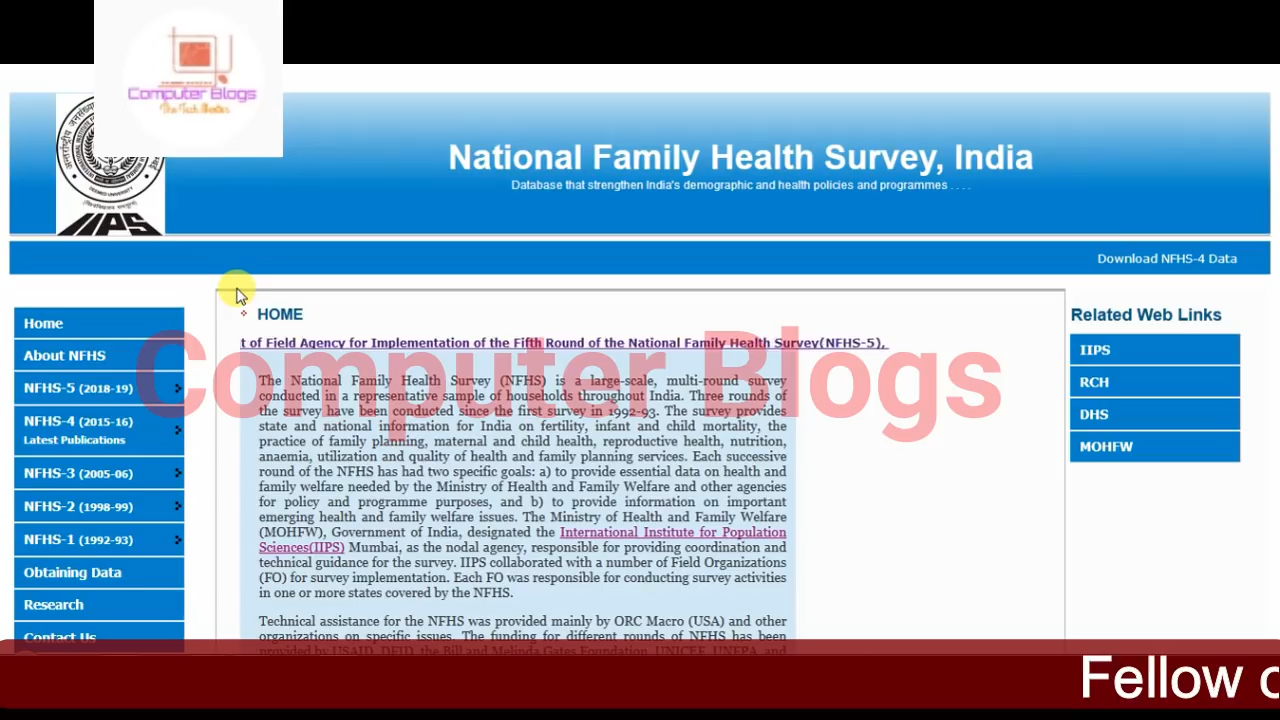 Computer Blogs
IIPS
National Family Health Survey, India
Database that strengthen India's demographic and health policies and programmes . . . .
Download NFHS-4 Data
Home
About NFHS
NFHS-5 (2018-19)
NFHS-4 (2015-16)
Latest Publications
NFHS-3 (2005-06)
NFHS-2 (1998-99)
NFHS-1 (1992-93)
Obtaining Data
Research
Contact Us
HOME
t of Field Agency for Implementation of the Fifth Round of the National Family Health Survey(NFHS-5),
The National Family Health Survey (NFHS) is a large-scale, multi-round survey
conducted in a representative sample of households throughout India. Three rounds of
the survey have been conducted since the first survey in 1992-93. The survey provides
state and national information for India on fertility, infant and child mortality, the
practice of family planning, maternal and child health, reproductive health, nutrition,
anaemia, utilization and quality of health and family planning services. Each successive
round of the NFHS has had two specific goals: a) to provide essential data on health and
family welfare needed by the Ministry of Health and Family Welfare and other agencies
for policy and programme purposes, and b) to provide information on important
emerging health and family welfare issues. The Ministry of Health and Family Welfare
(MOHFW), Government of India, designated the International Institute for Population
Sciences(IIPS) Mumbai, as the nodal agency, responsible for providing coordination and
technical guidance for the survey. IIPS collaborated with a number of Field Organizations
(FO) for survey implementation. Each FO was responsible for conducting survey activities
in one or more states covered by the NFHS.
Technical assistance for the NFHS was provided mainly by ORC Macro (USA) and other
organizations on specific issues. The funding for different rounds of NFHS has been
provided by USAID, DFID, the Bill and Melinda Gates Foundation, UNICEF, UNFPA, and
Related Web Links
IIPS
RCH
DHS
MOHFW
Computer Blogs
Fellow